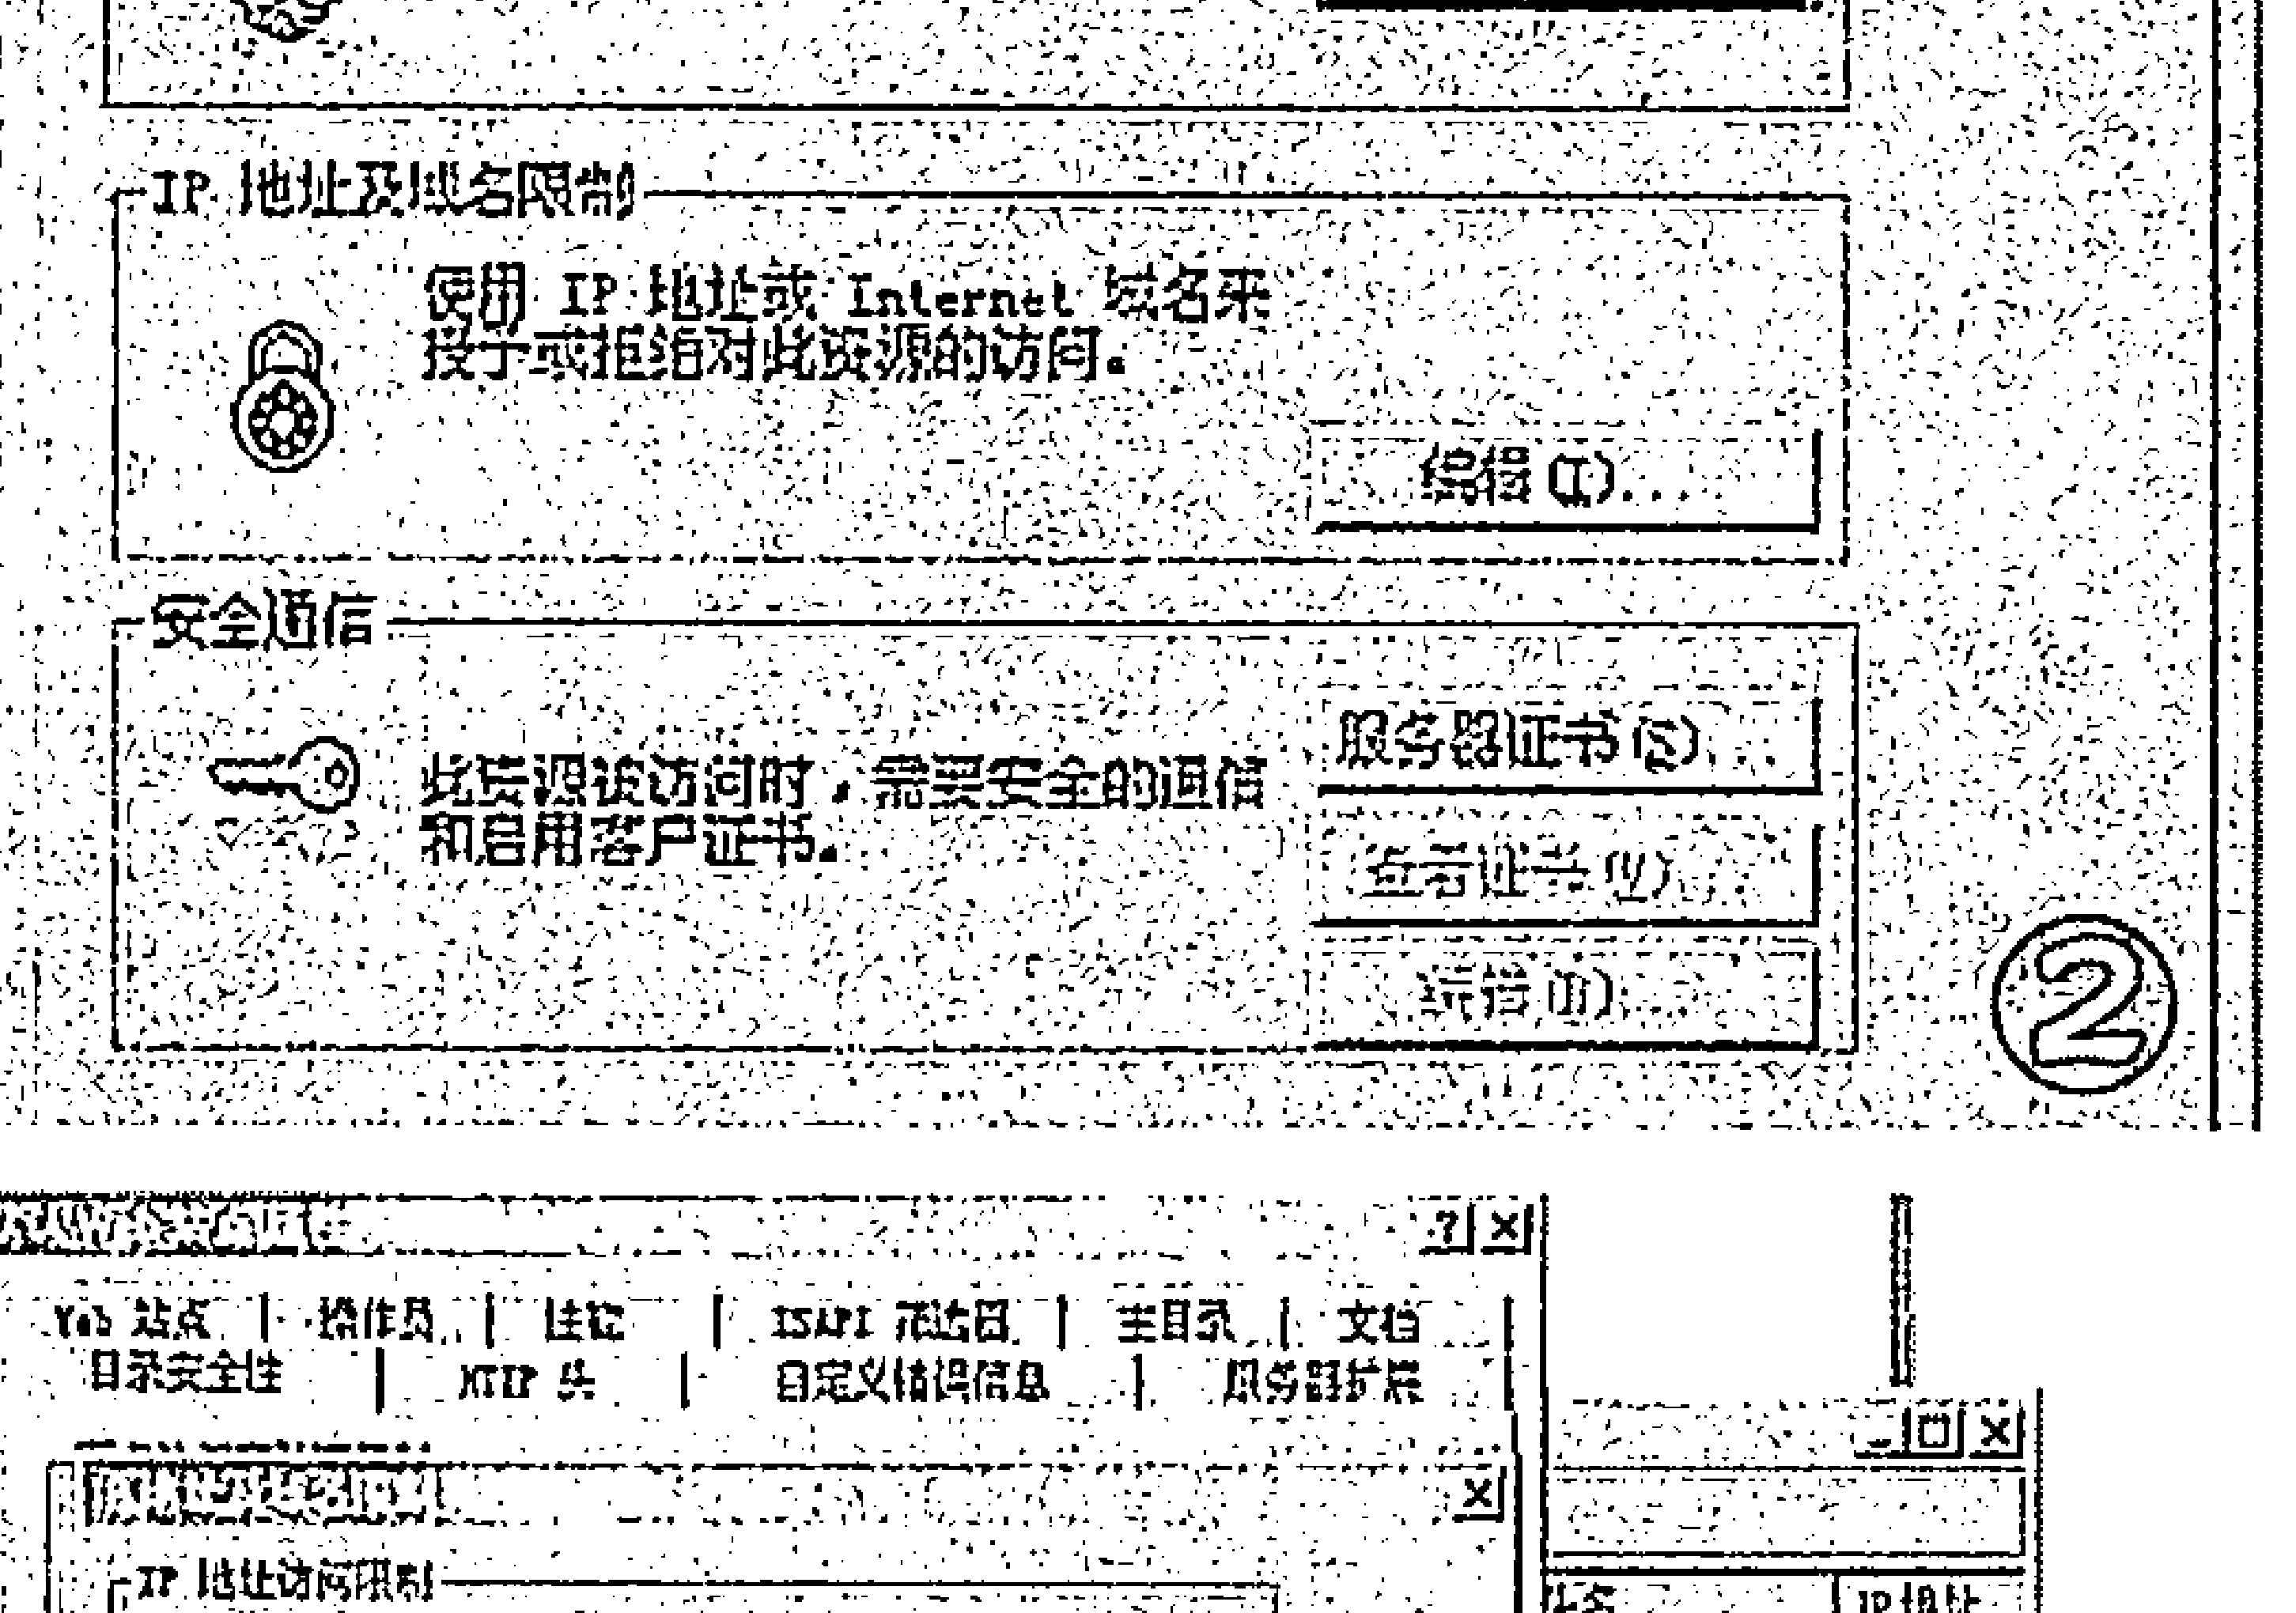 IP 地址及域名限制
使用 IP 地址或 Internet 域名来
授予或拒绝对此资源的访问。
编辑(I)...
安全通信
服务器证书(S)...
此资源被访问时，需要安全的通信
和启用客户证书。
查看证书(V)...
编辑
2
Web 站点 操作员 性能 ISAPI 筛选器 主目录 文档
目录安全性 HTTP 头 自定义错误信息 服务器扩展
IP 地址访问限制
IP 地址